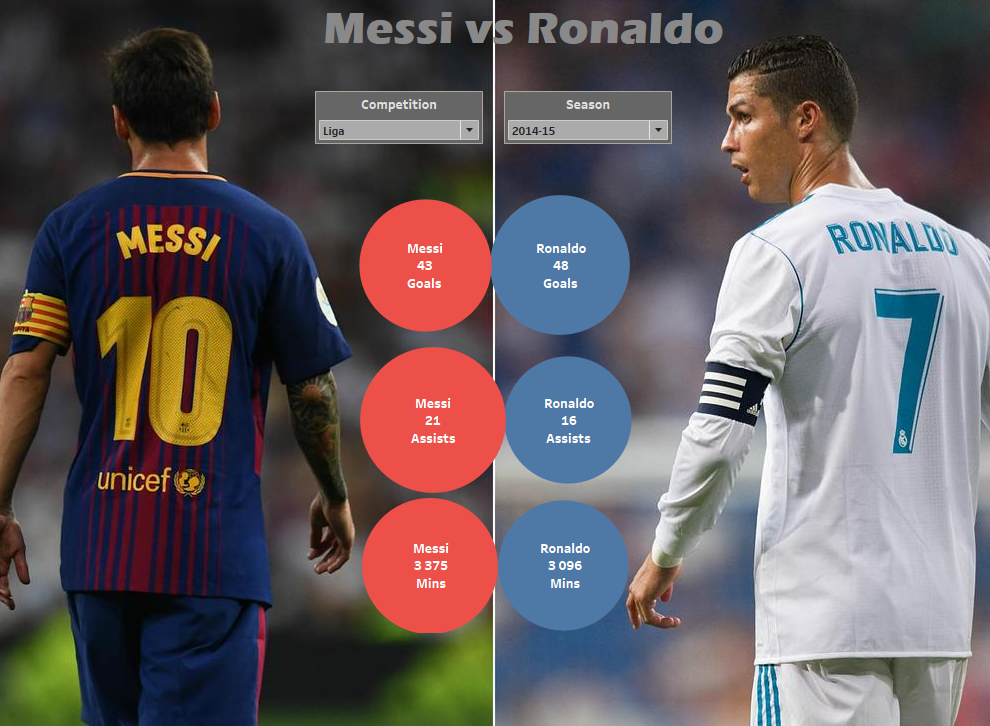 Messi vs Ronaldo
Competition
Liga
Season
2014-15
MESSI
10
unicef
RONALDO
7
Messi
43
Goals
Ronaldo
48
Goals
Messi
21
Assists
Ronaldo
16
Assists
Messi
3 375
Mins
Ronaldo
3 096
Mins